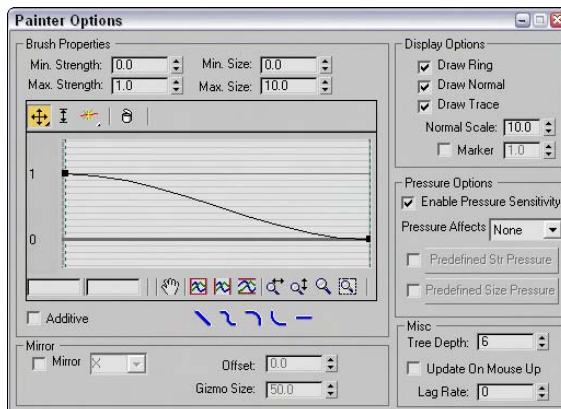 Painter Options
Brush Properties
Min. Strength: 0.0 Min. Size: 0.0
Max. Strength: 1.0 Max. Size: 10.0
1
0
Additive
Mirror
Mirror X Offset: 0.0
Gizmo Size: 50.0
Display Options
Draw Ring
Draw Normal
Draw Trace
Normal Scale: 10.0
Marker 1.0
Pressure Options
Enable Pressure Sensitivity
Pressure Affects None
Predefined Str Pressure
Predefined Size Pressure
Misc
Tree Depth: 6
Update On Mouse Up
Lag Rate: 0